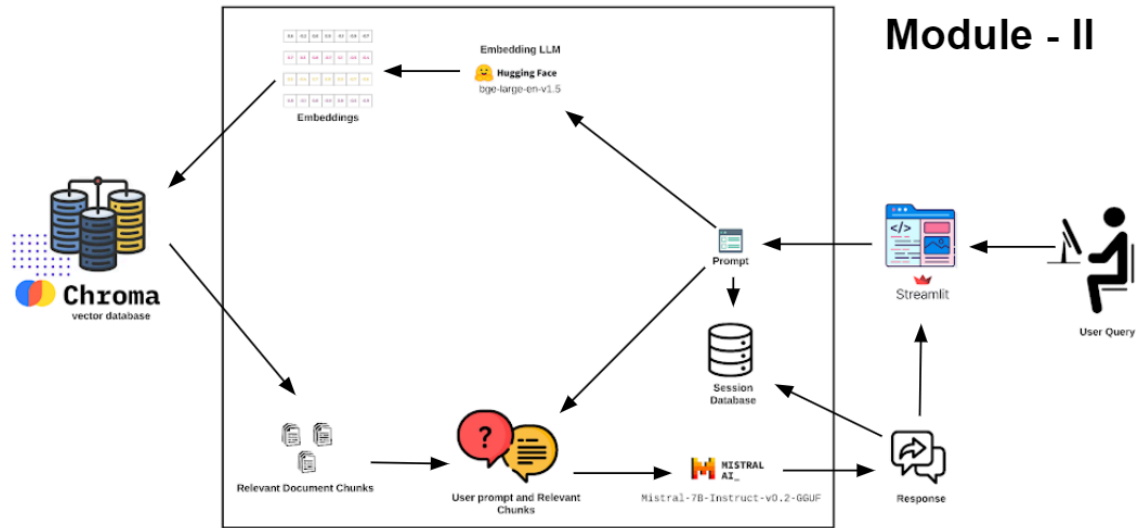 Module - II
Embedding LLM
Hugging Face
bge-large-en-v1.5
Embeddings
Chroma
vector database
Prompt
</>
Streamlit
User Query
Session
Database
Relevant Document Chunks
?
User prompt and Relevant
Chunks
MISTRAL
AI_
Mistral-7B-Instruct-v0.2-GGUF
Response